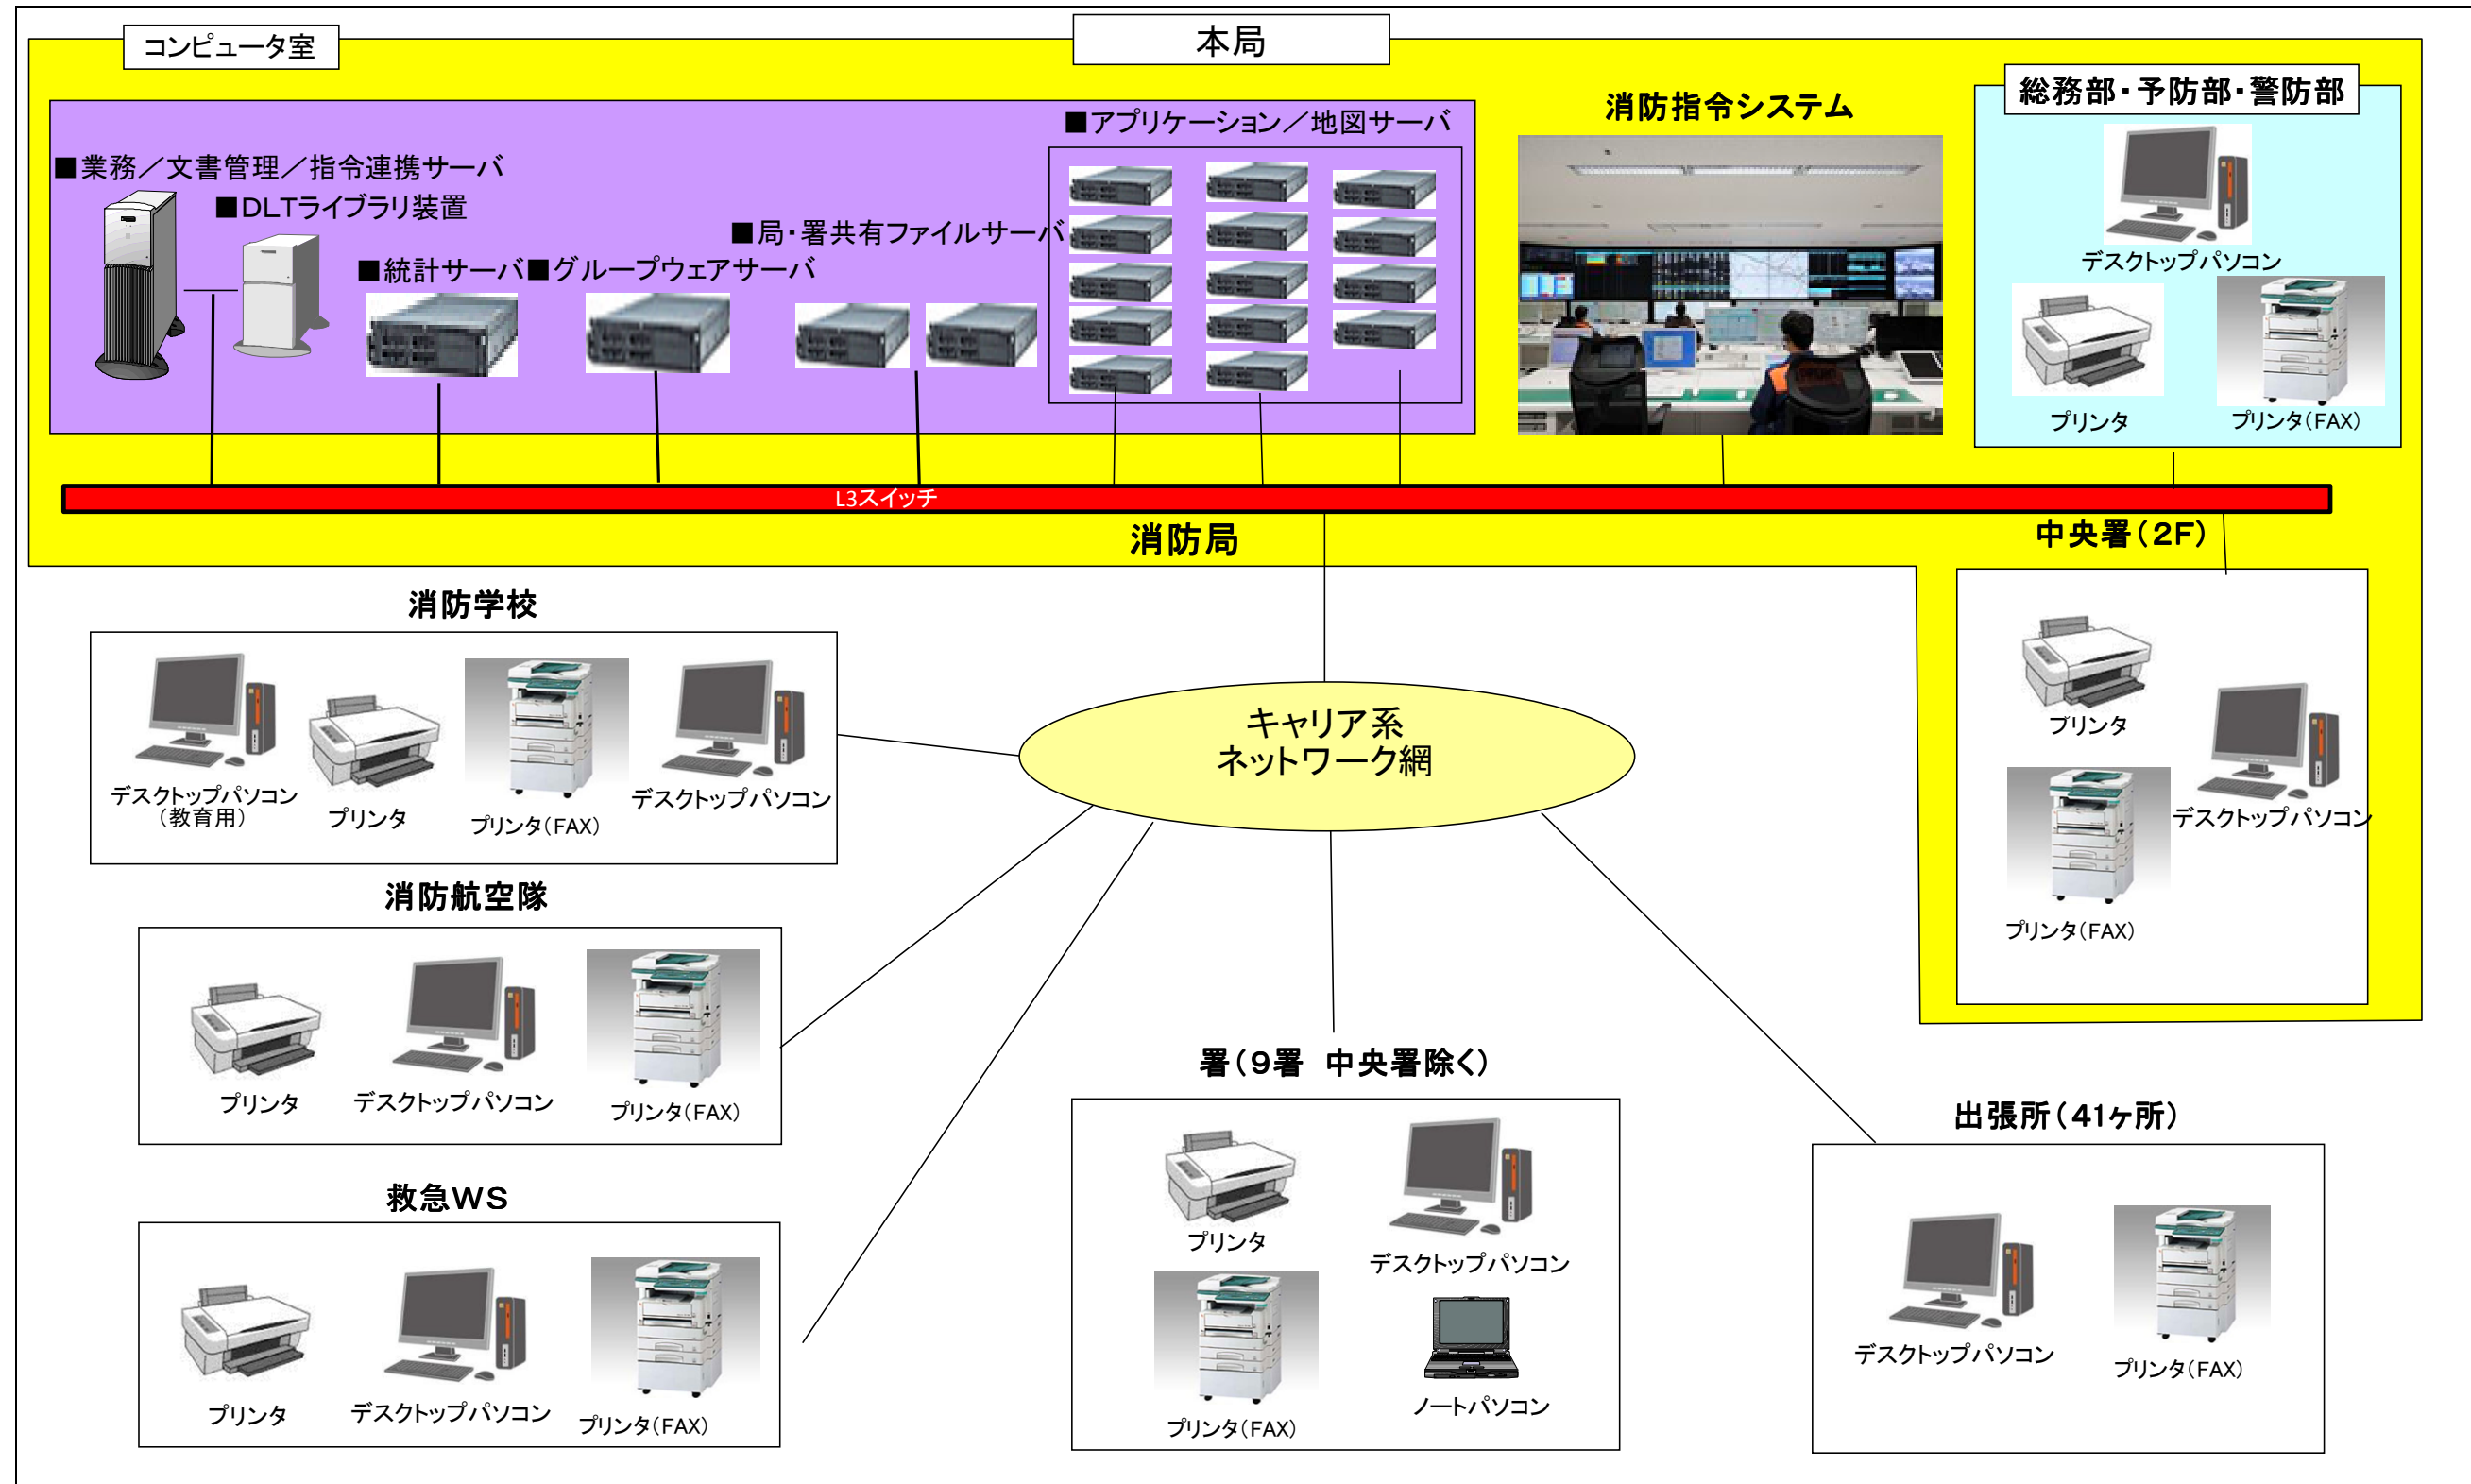 コンピュータ室
本局
■業務／文書管理／指令連携サーバ
■DLTライブラリ装置
■統計サーバ
■グループウェアサーバ
■局・署共有ファイルサーバ
■アプリケーション／地図サーバ
消防指令システム
総務部・予防部・警防部
デスクトップパソコン
プリンタ
プリンタ(FAX)
L3スイッチ
消防局
中央署(2F)
プリンタ
デスクトップパソコン
プリンタ(FAX)
キャリア系
ネットワーク網
消防学校
デスクトップパソコン
(教育用)
プリンタ
プリンタ(FAX)
デスクトップパソコン
消防航空隊
プリンタ
デスクトップパソコン
プリンタ(FAX)
救急WS
プリンタ
デスクトップパソコン
プリンタ(FAX)
署(9署　中央署除く)
プリンタ
デスクトップパソコン
プリンタ(FAX)
ノートパソコン
出張所(41ヶ所)
デスクトップパソコン
プリンタ(FAX)